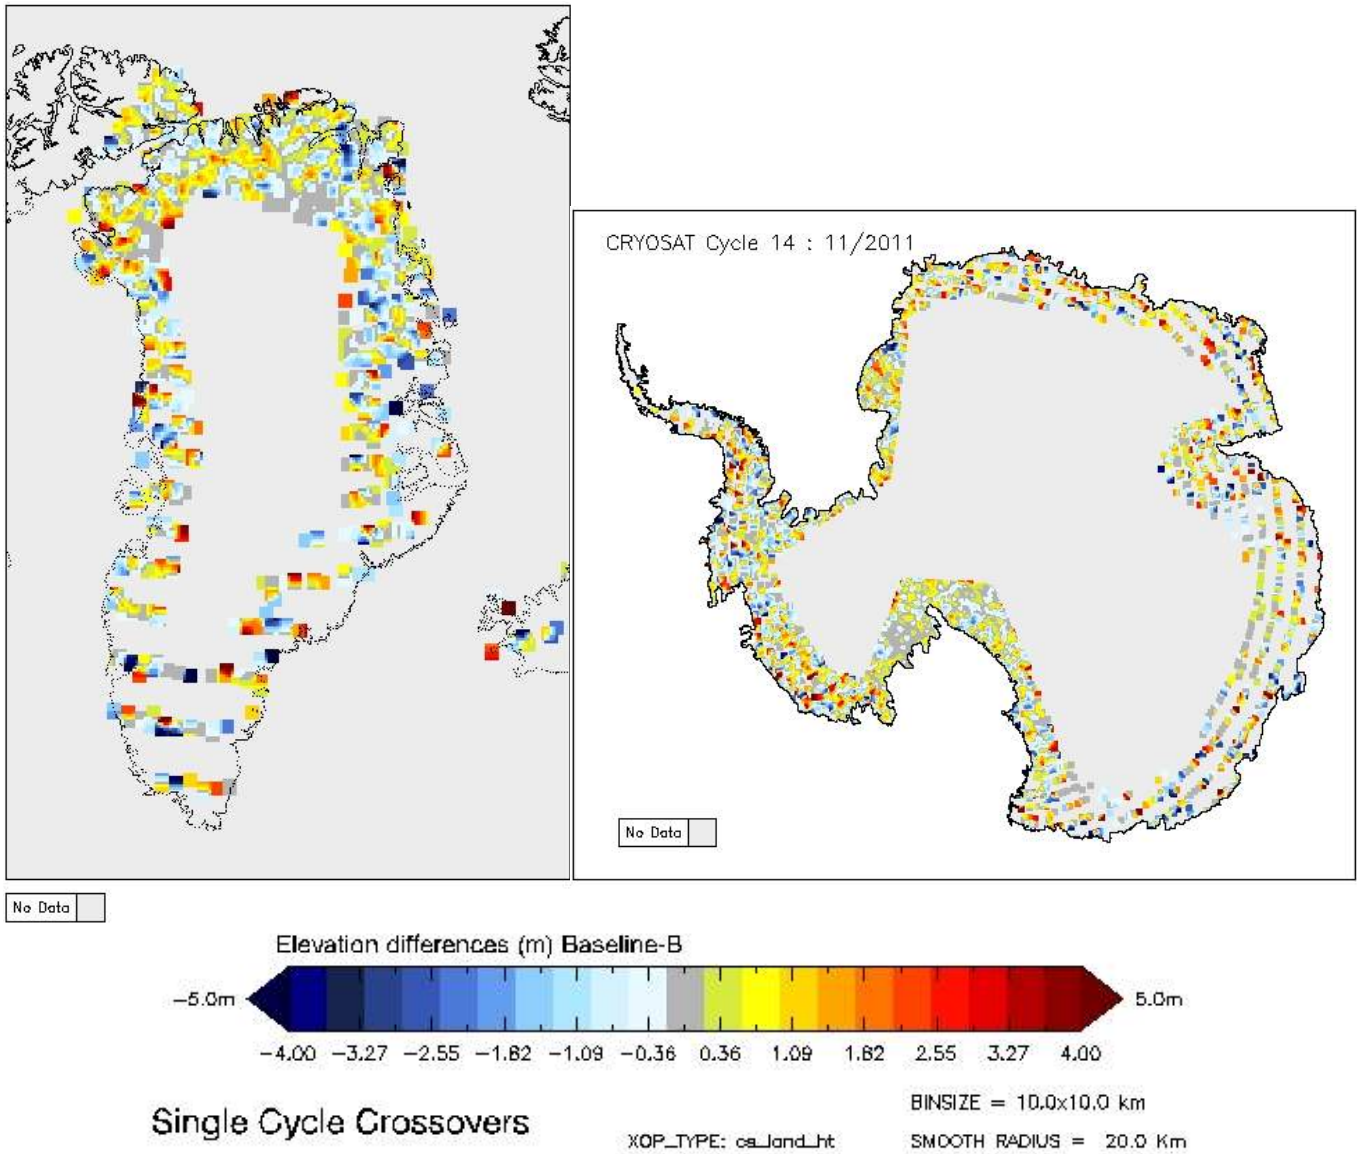 CRYOSAT Cycle 14 : 11/2011
No Data
No Data
Elevation differences (m) Baseline-B
-5.0m
5.0m
-4.00 -3.27 -2.55 -1.82 -1.09 -0.36 0.36 1.09 1.82 2.55 3.27 4.00
Single Cycle Crossovers
BINSIZE = 10.0x10.0 km
XOP_TYPE: cs_land_ht
SMOOTH RADIUS = 20.0 Km